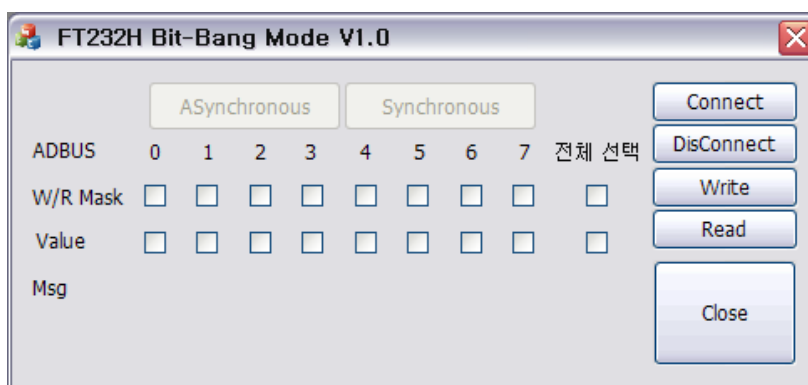 FT232H Bit-Bang Mode V1.0
ASynchronous Synchronous Connect
ADBUS 0 1 2 3 4 5 6 7 전체 선택 DisConnect
W/R Mask Write
Value Read
Msg
Close